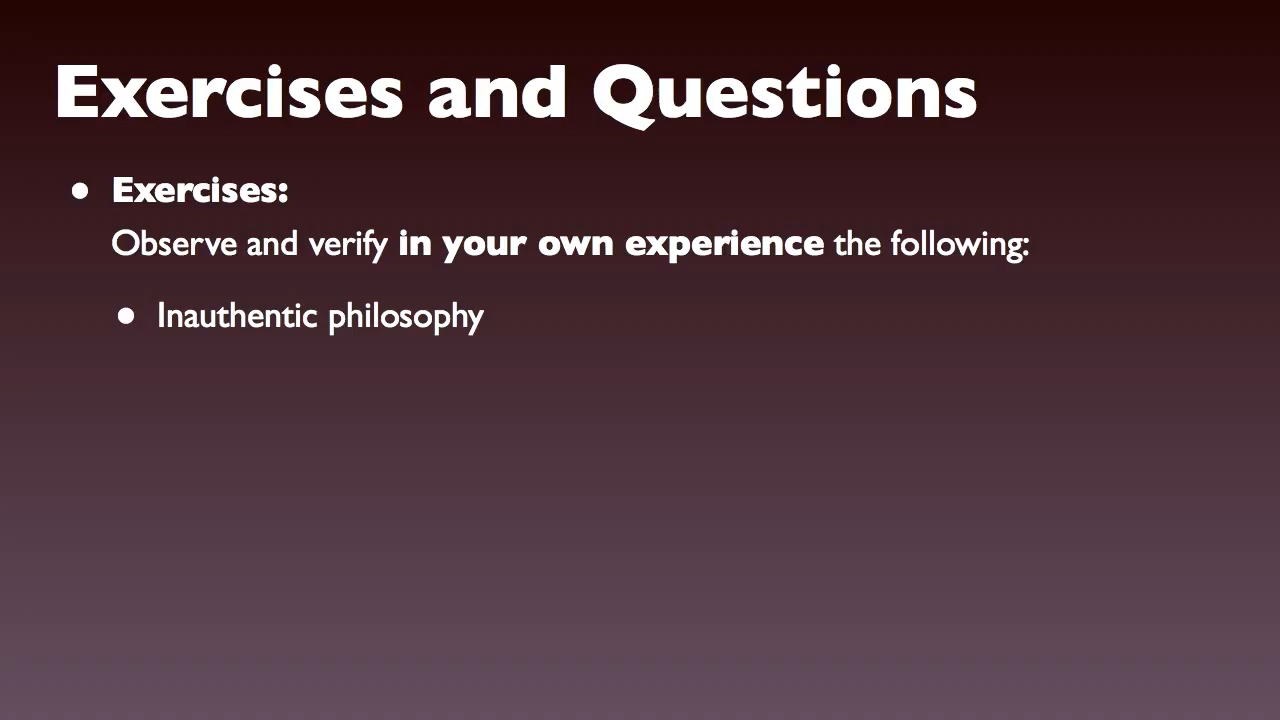 Exercises and Questions
• Exercises:
Observe and verify in your own experience the following:
• Inauthentic philosophy